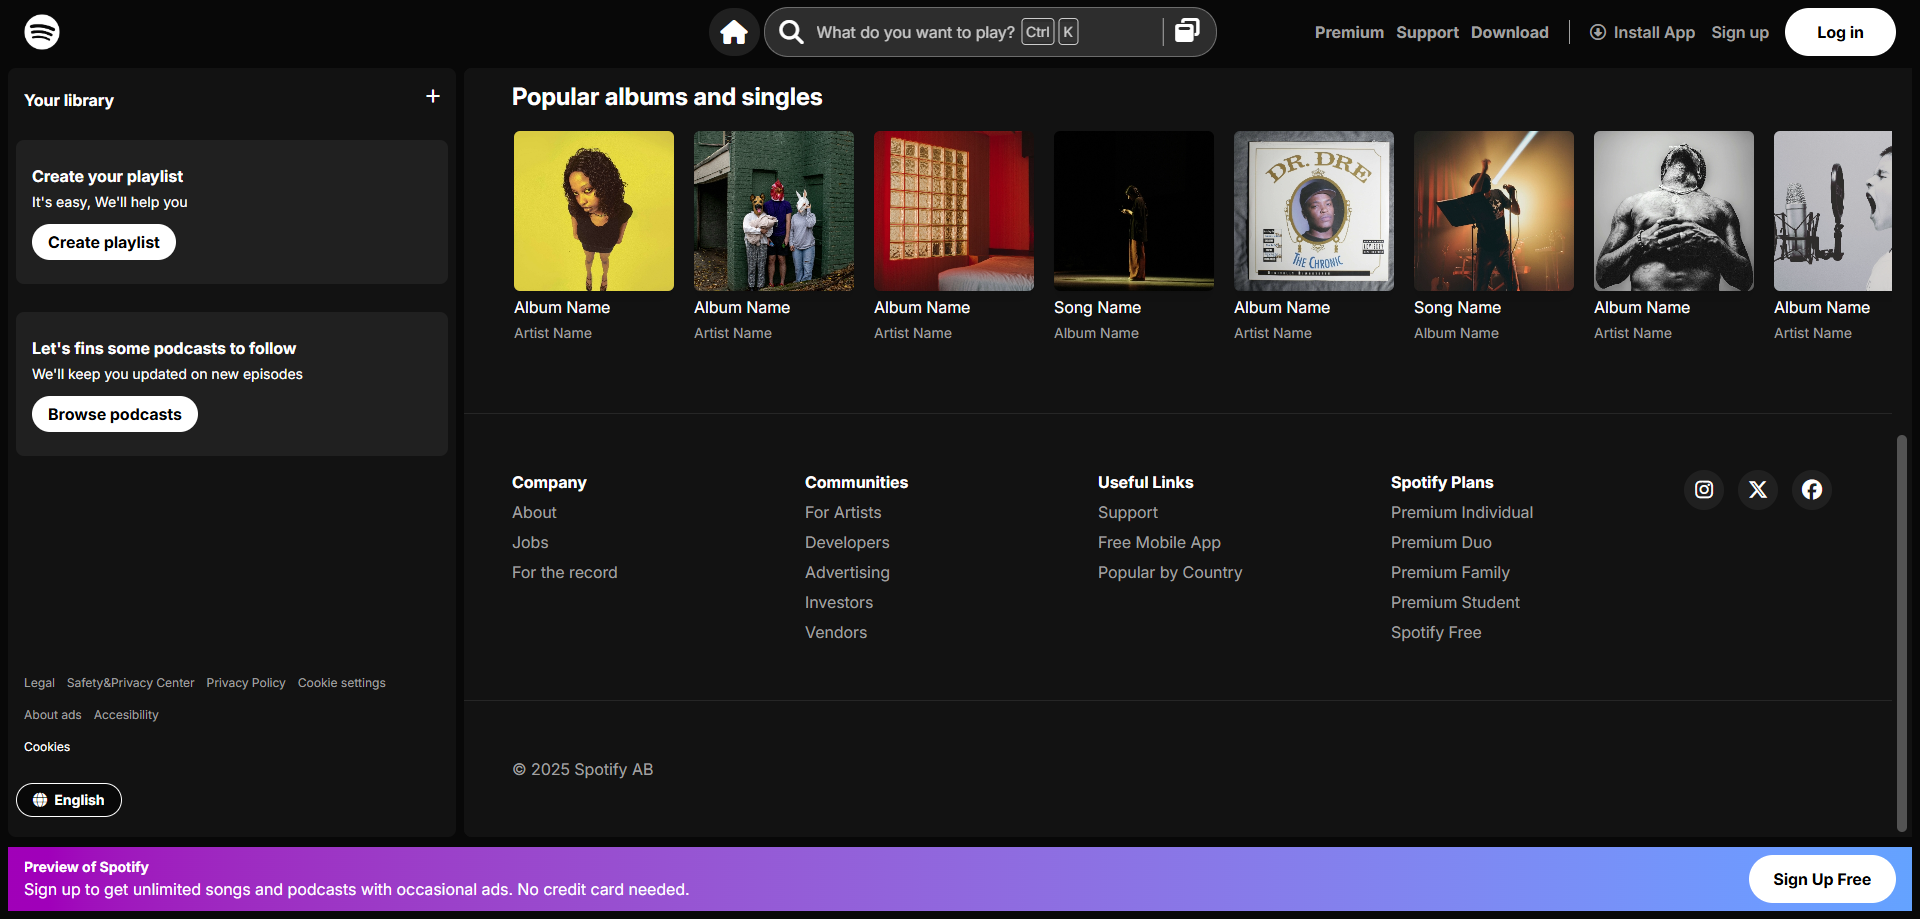 What do you want to play? Ctrl K
Premium Support Download
Install App Sign up Log in
Your library
Create your playlist
It's easy, We'll help you
Create playlist
Let's fins some podcasts to follow
We'll keep you updated on new episodes
Browse podcasts
Legal Safety&Privacy Center Privacy Policy Cookie settings
About ads Accesibility
Cookies
English
Popular albums and singles
DR. DRE
THE CHRONIC
Album Name
Artist Name
Album Name
Artist Name
Album Name
Artist Name
Song Name
Album Name
Album Name
Artist Name
Song Name
Album Name
Album Name
Artist Name
Album Name
Artist Name
Company
About
Jobs
For the record
Communities
For Artists
Developers
Advertising
Investors
Vendors
Useful Links
Support
Free Mobile App
Popular by Country
Spotify Plans
Premium Individual
Premium Duo
Premium Family
Premium Student
Spotify Free
© 2025 Spotify AB
Preview of Spotify
Sign up to get unlimited songs and podcasts with occasional ads. No credit card needed.
Sign Up Free